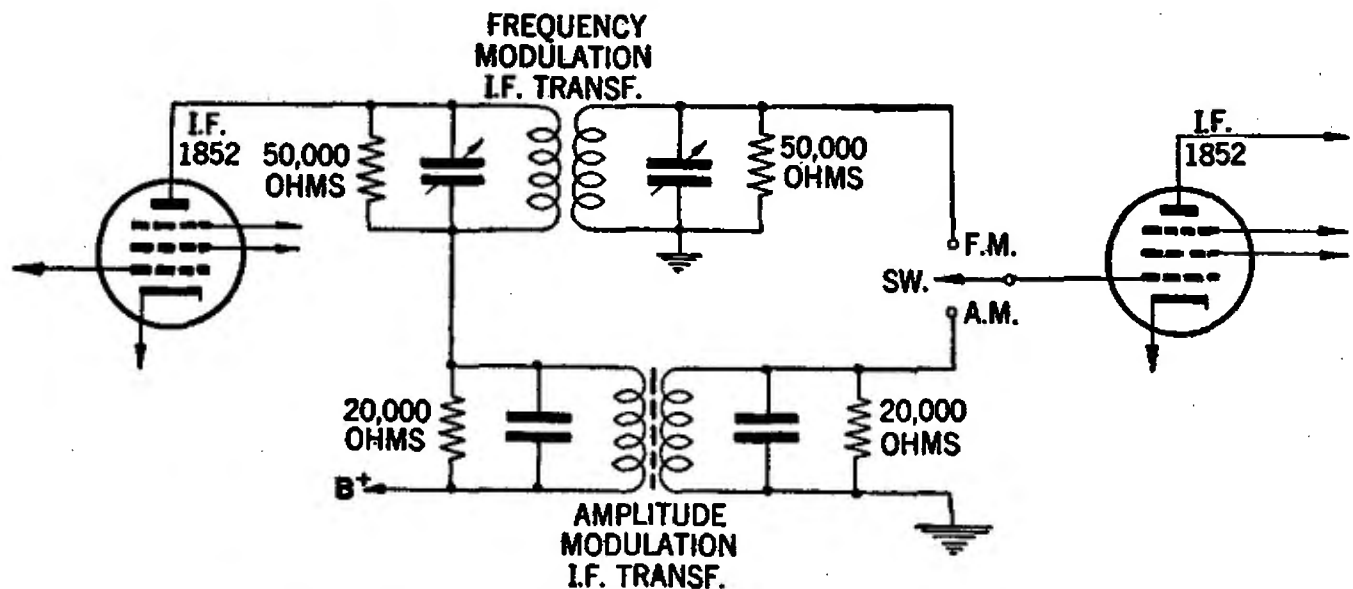 FREQUENCY
MODULATION
I.F. TRANSF.
I.F.
1852
50,000
OHMS
50,000
OHMS
I.F.
1852
F.M.
SW.
A.M.
20,000
OHMS
20,000
OHMS
B+
AMPLITUDE
MODULATION
I.F. TRANSF.